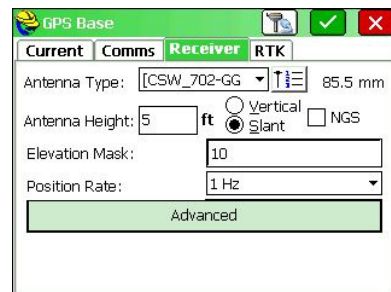 GPS Base
Current Comms Receiver RTK
Antenna Type: [CSW_702-GG 85.5 mm
Antenna Height: 5 ft Vertical
Slant NGS
Elevation Mask: 10
Position Rate: 1 Hz
Advanced